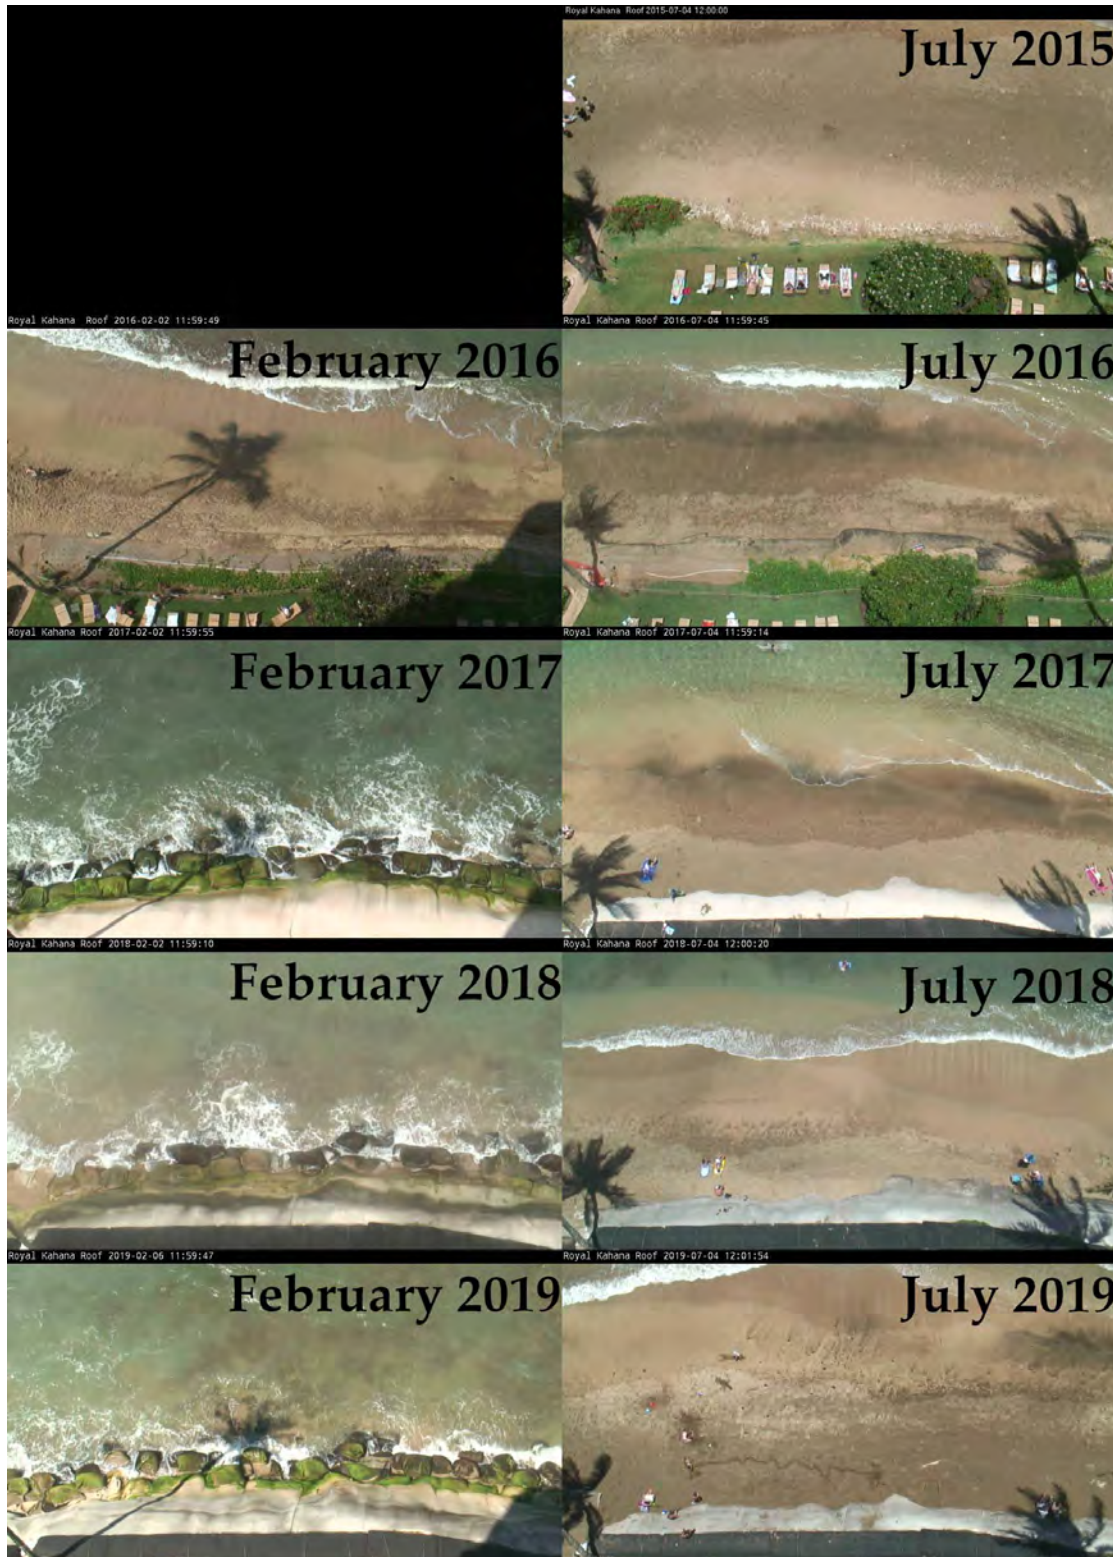 Royal Kahana Roof 2015-07-04 12:00:00
July 2015
Royal Kahana Roof 2016-02-02 11:59:49
Royal Kahana Roof 2016-07-04 11:59:45
February 2016
July 2016
Royal Kahana Roof 2017-02-02 11:59:55
Royal Kahana Roof 2017-07-04 11:59:14
February 2017
July 2017
Royal Kahana Roof 2018-02-02 11:59:10
Royal Kahana Roof 2018-07-04 12:00:20
February 2018
July 2018
Royal Kahana Roof 2019-02-06 11:59:47
Royal Kahana Roof 2019-07-04 12:01:54
February 2019
July 2019